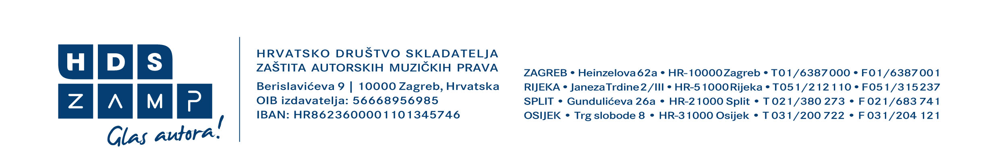 HDS
ZAMP
Glas autora!
HRVATSKO DRUŠTVO SKLADATELJA
ZAŠTITA AUTORSKIH MUZIČKIH PRAVA
Berislavićeva 9 | 10000 Zagreb, Hrvatska
OIB izdavatelja: 56668956985
IBAN: HR8623600001101345746
ZAGREB • Heinzelova 62a • HR-10000 Zagreb • T 01/6387 000 • F 01/6387 001
RIJEKA • Janeza Trdine 2/III • HR-51000 Rijeka • T 051/212 110 • F 051/315 237
SPLIT • Gundulićeva 26a • HR-21000 Split • T 021/380 273 • F 021/683 741
OSIJEK • Trg slobode 8 • HR-31000 Osijek • T 031/200 722 • F 031/204 121